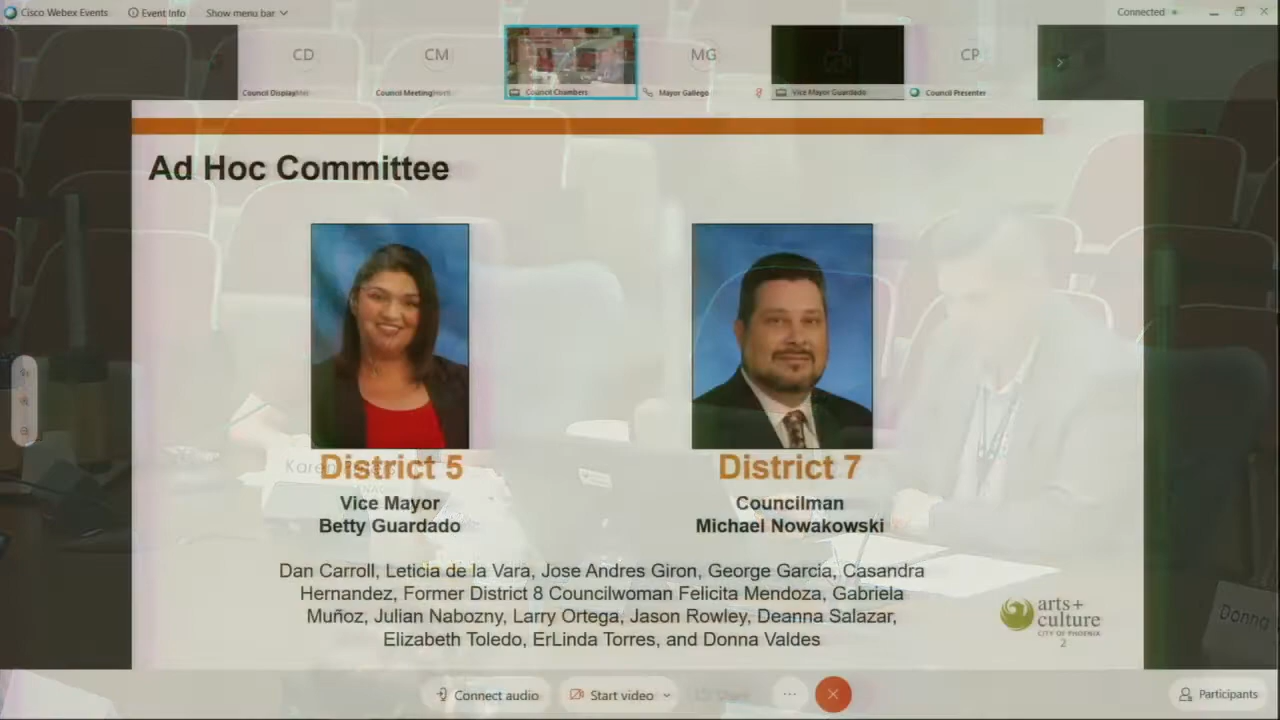 Cisco Webex Events
Event Info
Show menu bar
Connected
CD
CM
MG
CP
Council Display
Council Meeting
Council Chambers
Mayor Gallego
Vice Mayor Guardado
Council Presenter
Ad Hoc Committee
District 5
Vice Mayor
Betty Guardado
District 7
Councilman
Michael Nowakowski
Dan Carroll, Leticia de la Vara, Jose Andres Giron, George Garcia, Casandra
Hernandez, Former District 8 Councilwoman Felicita Mendoza, Gabriela
Muñoz, Julian Nabozny, Larry Ortega, Jason Rowley, Deanna Salazar,
Elizabeth Toledo, ErLinda Torres, and Donna Valdes
arts+
culture
CITY OF PHOENIX
2
Donna
Connect audio
Start video
Share
Participants